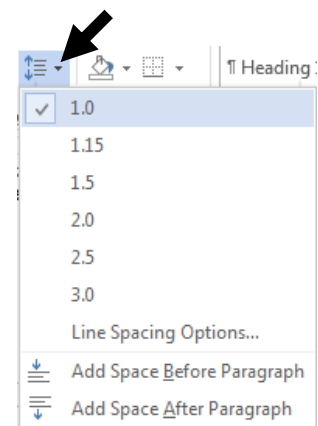 ¶ Heading
1.0
1.15
1.5
2.0
2.5
3.0
Line Spacing Options...
Add Space Before Paragraph
Add Space After Paragraph